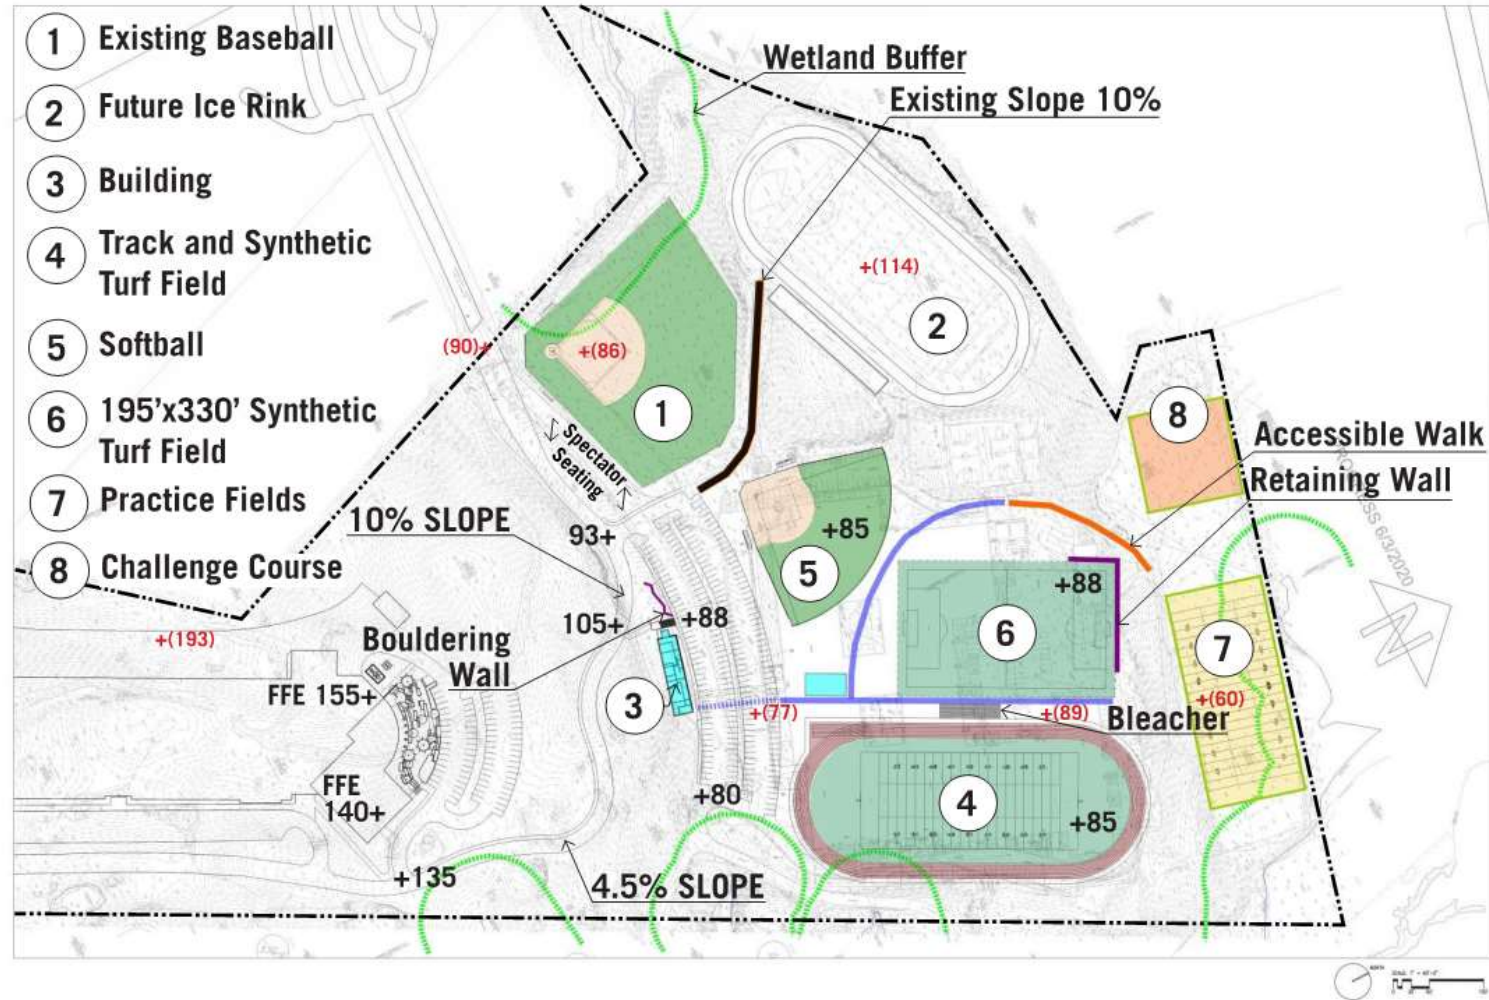 1 Existing Baseball
2 Future Ice Rink
3 Building
4 Track and Synthetic
Turf Field
5 Softball
6 195'x330' Synthetic
Turf Field
7 Practice Fields
8 Challenge Course
Wetland Buffer
Existing Slope 10%
+(114)
2
(90)+
+(86)
1
8
Spectator
Seating
Accessible Walk
Retaining Wall
10% SLOPE
93+
+85
5
+88
6
7
105+
+88
+(193)
Bouldering
Wall
FFE 155+
3
+(77)
+(89)
Bleacher
+(60)
FFE
140+
+80
4
+85
+135
4.5% SLOPE
6/3/2020